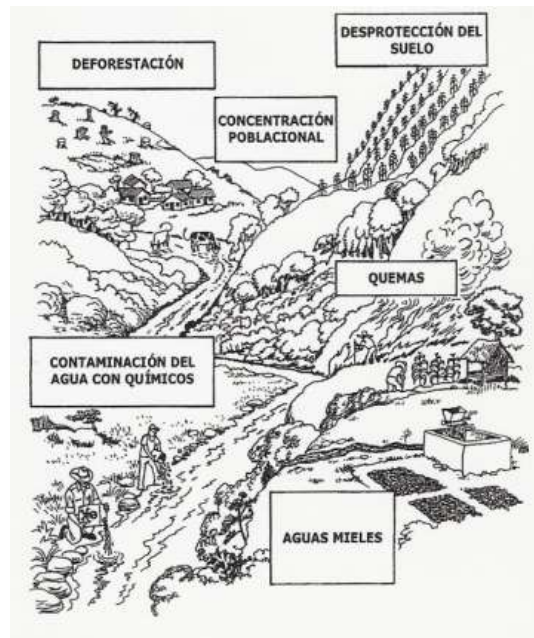 DESPROTECCIÓN DEL
SUELO
DEFORESTACIÓN
CONCENTRACIÓN
POBLACIONAL
QUEMAS
CONTAMINACIÓN DEL
AGUA CON QUÍMICOS
AGUAS MIELES